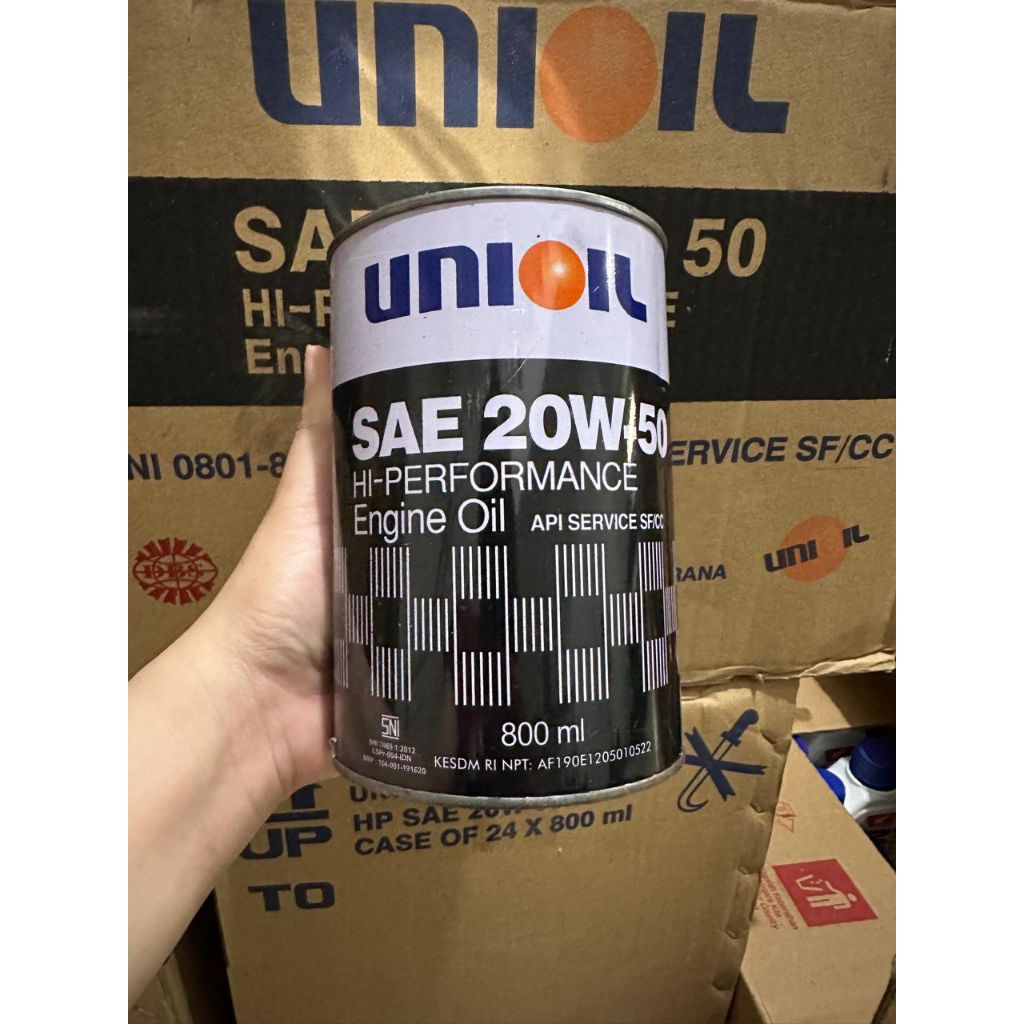 UNIOIL
50
HI-
En
NI 0801-8
ERVICE SF/CC
RANA
UNIOIL
UNIOIL
SAE 20W-50
HI-PERFORMANCE
Engine Oil API SERVICE SF/CC
SNI
800 ml
KESDM RI NPT: AF190E1205010522
UP
HP SAE 20W-
CASE OF 24 X 800 ml
TO